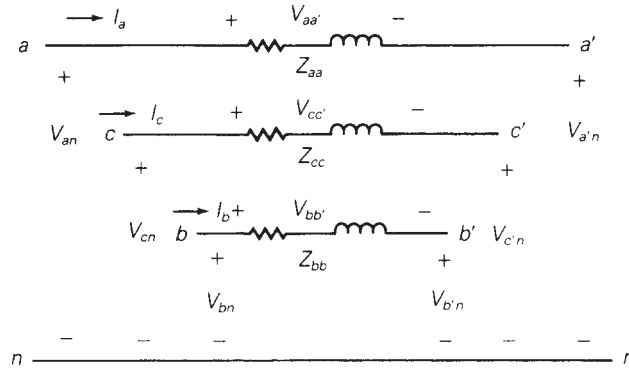 I_a + V_aa′ −
a a′
+ Z_aa +
I_c + V_cc′ −
V_an c c′ V_a′n
+ Z_cc +
I_b + V_bb′ −
V_cn b b′ V_c′n
+ Z_bb +
V_bn V_b′n
− − − − − −
n